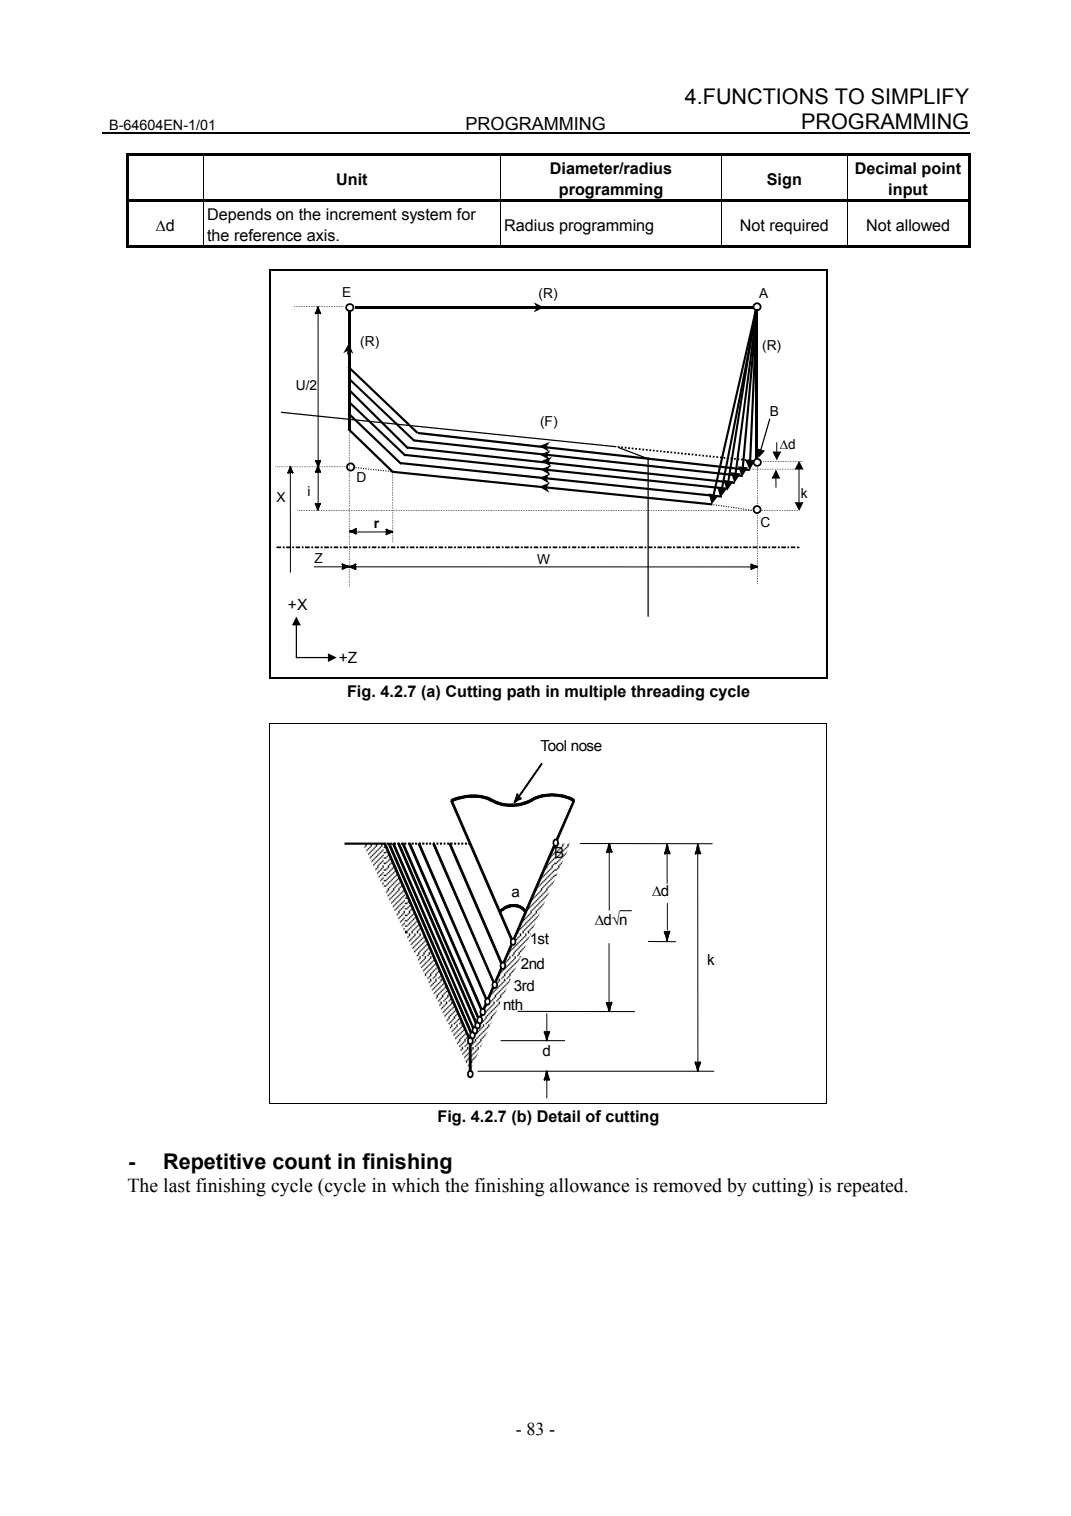 4.FUNCTIONS TO SIMPLIFY
B-64604EN-1/01 PROGRAMMING PROGRAMMING
Unit Diameter/radius programming Sign Decimal point input
Δd Depends on the increment system for the reference axis. Radius programming Not required Not allowed
E (R) A
(R) (R)
U/2
B
(F)
Δd
D
X i k
r C
Z W
+X
+Z
Fig. 4.2.7 (a) Cutting path in multiple threading cycle
Tool nose
B
a Δd
Δd√n
1st
2nd k
3rd
nth
d
Fig. 4.2.7 (b) Detail of cutting
- Repetitive count in finishing
The last finishing cycle (cycle in which the finishing allowance is removed by cutting) is repeated.
- 83 -